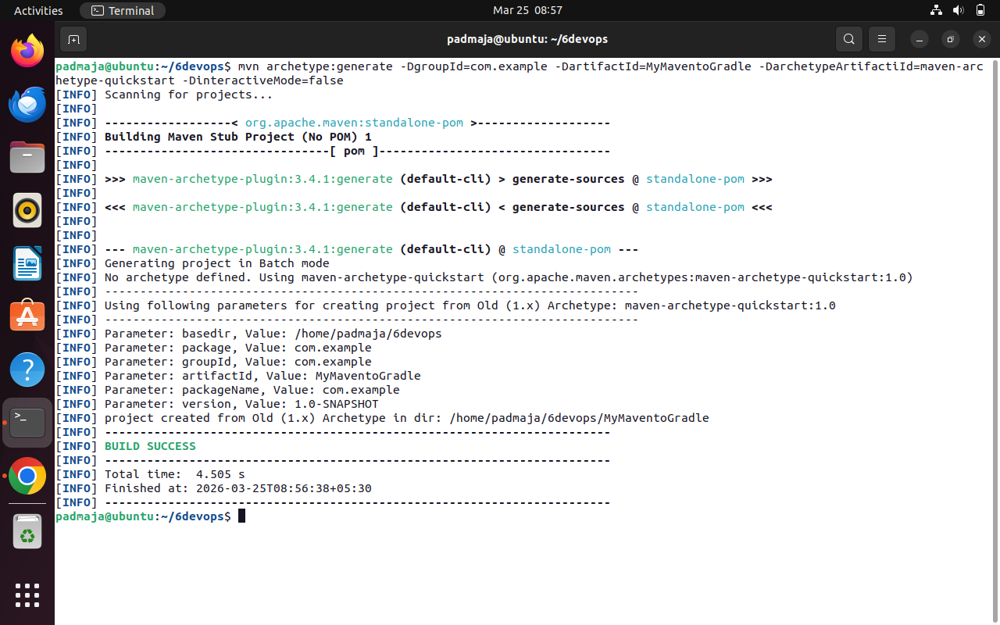 Activities
Terminal
Mar 25  08:57
padmaja@ubuntu: ~/6devops
padmaja@ubuntu:~/6devops$ mvn archetype:generate -DgroupId=com.example -DartifactId=MyMaventoGradle -DarchetypeArtifactiId=maven-arc
hetype-quickstart -DinteractiveMode=false
[INFO] Scanning for projects...
[INFO]
[INFO] ------------------< org.apache.maven:standalone-pom >-------------------
[INFO] Building Maven Stub Project (No POM) 1
[INFO] --------------------------------[ pom ]---------------------------------
[INFO]
[INFO] >>> maven-archetype-plugin:3.4.1:generate (default-cli) > generate-sources @ standalone-pom >>>
[INFO]
[INFO] <<< maven-archetype-plugin:3.4.1:generate (default-cli) < generate-sources @ standalone-pom <<<
[INFO]
[INFO]
[INFO] --- maven-archetype-plugin:3.4.1:generate (default-cli) @ standalone-pom ---
[INFO] Generating project in Batch mode
[INFO] No archetype defined. Using maven-archetype-quickstart (org.apache.maven.archetypes:maven-archetype-quickstart:1.0)
[INFO] ----------------------------------------------------------------------------
[INFO] Using following parameters for creating project from Old (1.x) Archetype: maven-archetype-quickstart:1.0
[INFO] ----------------------------------------------------------------------------
[INFO] Parameter: basedir, Value: /home/padmaja/6devops
[INFO] Parameter: package, Value: com.example
[INFO] Parameter: groupId, Value: com.example
[INFO] Parameter: artifactId, Value: MyMaventoGradle
[INFO] Parameter: packageName, Value: com.example
[INFO] Parameter: version, Value: 1.0-SNAPSHOT
[INFO] project created from Old (1.x) Archetype in dir: /home/padmaja/6devops/MyMaventoGradle
[INFO] ------------------------------------------------------------------------
[INFO] BUILD SUCCESS
[INFO] ------------------------------------------------------------------------
[INFO] Total time:  4.505 s
[INFO] Finished at: 2026-03-25T08:56:38+05:30
[INFO] ------------------------------------------------------------------------
padmaja@ubuntu:~/6devops$